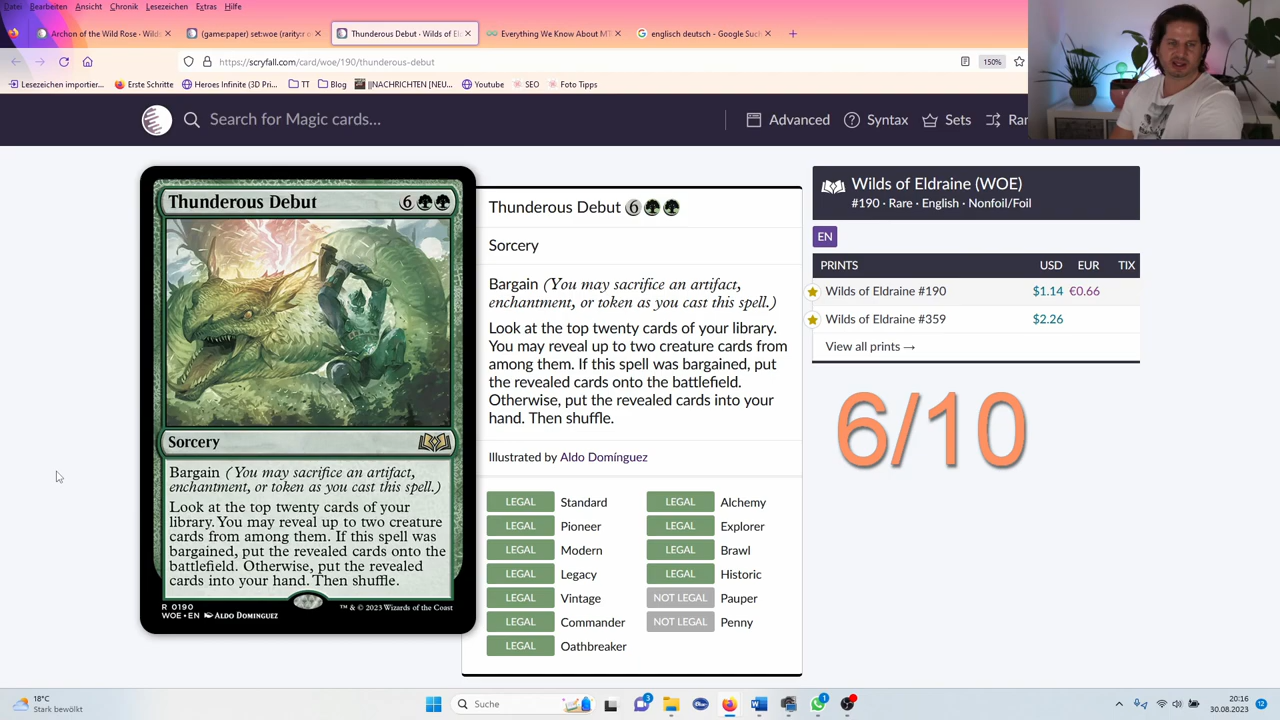 Datei Bearbeiten Ansicht Chronik Lesezeichen Extras Hilfe
Archon of the Wild Rose · Wilds
(game:paper) set:woe (rarity:r o
Thunderous Debut · Wilds of El
Everything We Know About MT
englisch deutsch - Google Such
https://scryfall.com/card/woe/190/thunderous-debut
150%
Lesezeichen importier...
Erste Schritte
Heroes Infinite (3D Pri...
TT
Blog
||NACHRICHTEN [NEU...
Youtube
SEO
Foto Tipps
Search for Magic cards...
Advanced
Syntax
Sets
Ran
Thunderous Debut 6
Sorcery
Bargain (You may sacrifice an artifact,
enchantment, or token as you cast this spell.)
Look at the top twenty cards of your
library. You may reveal up to two creature
cards from among them. If this spell was
bargained, put the revealed cards onto the
battlefield. Otherwise, put the revealed
cards into your hand. Then shuffle.
R 0190
WOE • EN Aldo Dominguez
™ & © 2023 Wizards of the Coast
Thunderous Debut 6
Sorcery
Bargain (You may sacrifice an artifact,
enchantment, or token as you cast this spell.)
Look at the top twenty cards of your library.
You may reveal up to two creature cards from
among them. If this spell was bargained, put
the revealed cards onto the battlefield.
Otherwise, put the revealed cards into your
hand. Then shuffle.
Illustrated by Aldo Domínguez
LEGAL Standard LEGAL Alchemy
LEGAL Pioneer LEGAL Explorer
LEGAL Modern LEGAL Brawl
LEGAL Legacy LEGAL Historic
LEGAL Vintage NOT LEGAL Pauper
LEGAL Commander NOT LEGAL Penny
LEGAL Oathbreaker
Wilds of Eldraine (WOE)
#190 · Rare · English · Nonfoil/Foil
EN
PRINTS USD EUR TIX
Wilds of Eldraine #190 $1.14 €0.66
Wilds of Eldraine #359 $2.26
View all prints →
6/10
18°C
Stark bewölkt
Suche
3
1
20:16
30.08.2023
12